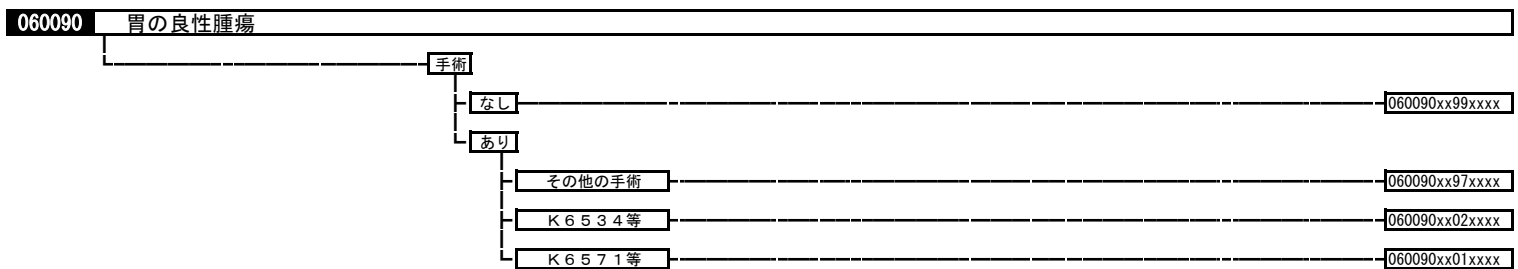 060090 胃の良性腫瘍
手術
なし 060090xx99xxxx
あり
その他の手術 060090xx97xxxx
K6534等 060090xx02xxxx
K6571等 060090xx01xxxx